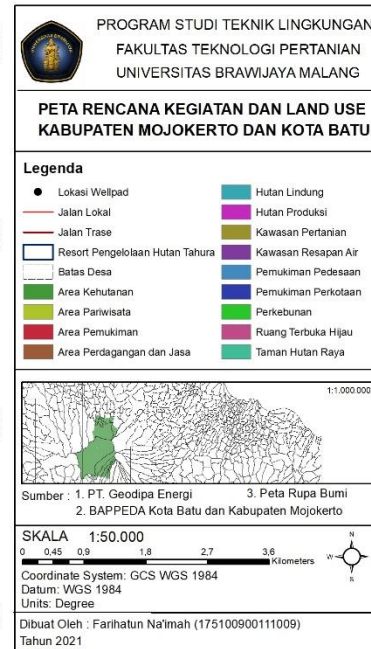 PROGRAM STUDI TEKNIK LINGKUNGAN
FAKULTAS TEKNOLOGI PERTANIAN
UNIVERSITAS BRAWIJAYA MALANG
PETA RENCANA KEGIATAN DAN LAND USE
KABUPATEN MOJOKERTO DAN KOTA BATU
Legenda
Lokasi Wellpad
Jalan Lokal
Jalan Trase
Resort Pengelolaan Hutan Tahura
Batas Desa
Area Kehutanan
Area Pariwisata
Area Pemukiman
Area Perdagangan dan Jasa
Hutan Lindung
Hutan Produksi
Kawasan Pertanian
Kawasan Resapan Air
Pemukiman Pedesaan
Pemukiman Perkotaan
Perkebunan
Ruang Terbuka Hijau
Taman Hutan Raya
1:1.000.000
Sumber : 1. PT. Geodipa Energi 3. Peta Rupa Bumi
2. BAPPEDA Kota Batu dan Kabupaten Mojokerto
SKALA 1:50.000
0 0,45 0,9 1,8 2,7 3,6
Kilometers
N
W
S
Coordinate System: GCS WGS 1984
Datum: WGS 1984
Units: Degree
Dibuat Oleh : Farihatun Na'imah (175100900111009)
Tahun 2021